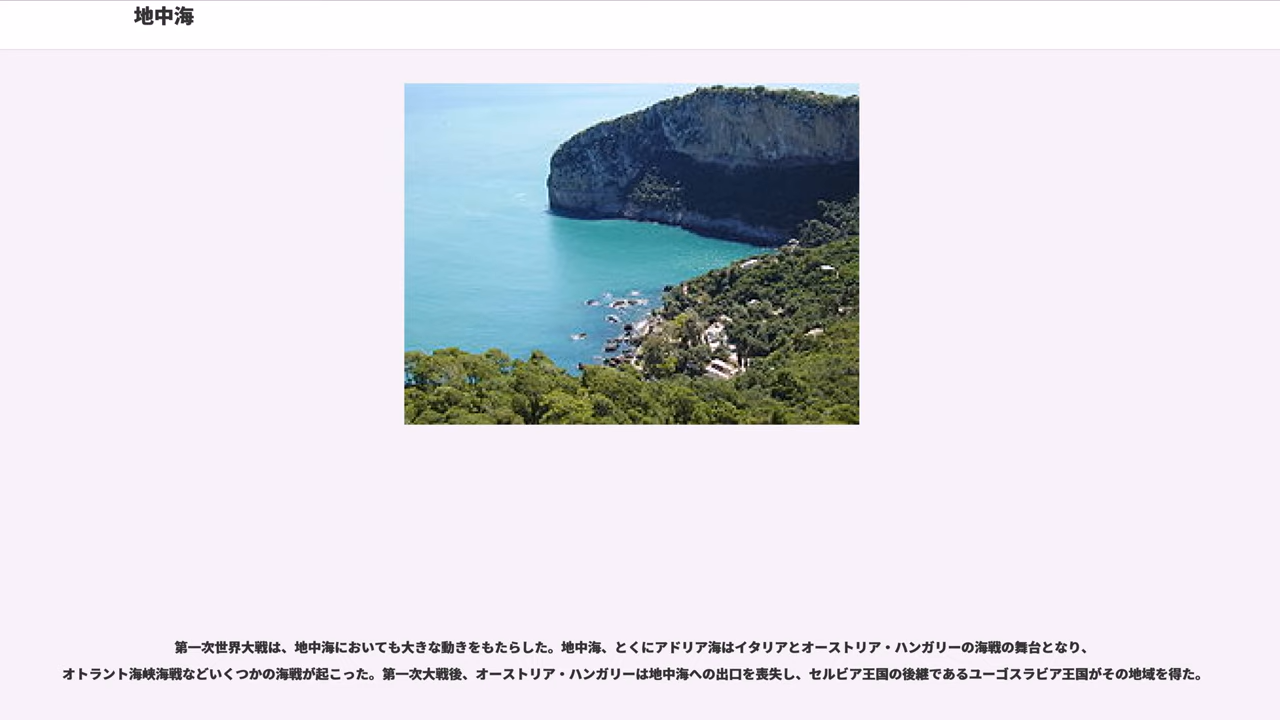 地中海
第一次世界大戦は、地中海においても大きな動きをもたらした。地中海、とくにアドリア海はイタリアとオーストリア・ハンガリーの海戦の舞台となり、
オトラント海峡海戦などいくつかの海戦が起こった。第一次大戦後、オーストリア・ハンガリーは地中海への出口を喪失し、セルビア王国の後継であるユーゴスラビア王国がその地域を得た。